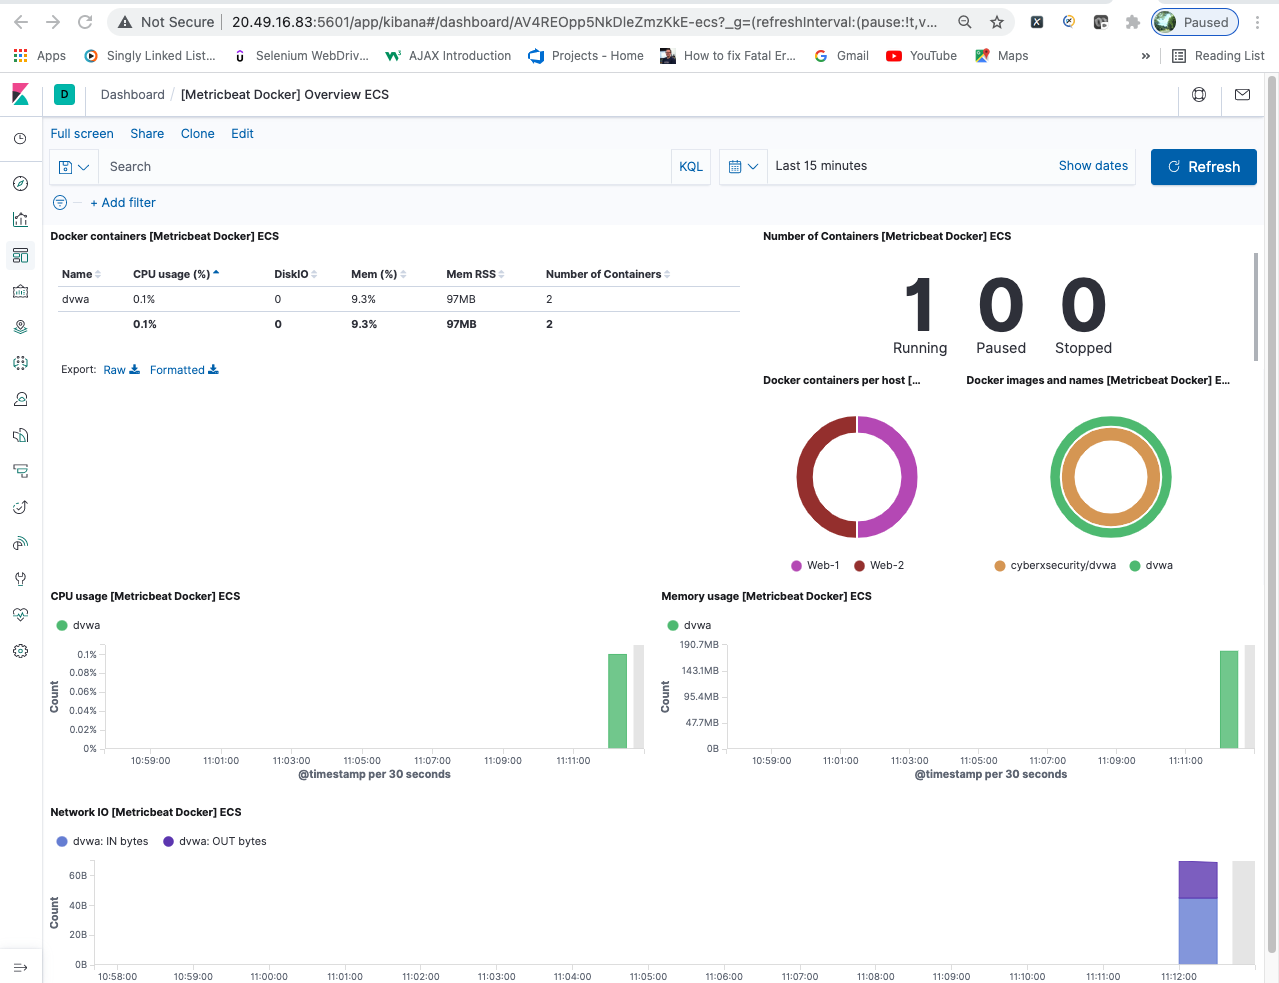 Not Secure 20.49.16.83:5601/app/kibana#/dashboard/AV4REOpp5NkDleZmzKkE-ecs?_g=(refreshInterval:(pause:!t,v... Paused
Apps Singly Linked List... Selenium WebDriv... AJAX Introduction Projects - Home How to fix Fatal Er... Gmail YouTube Maps » Reading List
D Dashboard / [Metricbeat Docker] Overview ECS
Full screen Share Clone Edit
Search KQL Last 15 minutes Show dates Refresh
+ Add filter
Docker containers [Metricbeat Docker] ECS
Name CPU usage (%) DiskIO Mem (%) Mem RSS Number of Containers
dvwa 0.1% 0 9.3% 97MB 2
0.1% 0 9.3% 97MB 2
Export: Raw Formatted
Number of Containers [Metricbeat Docker] ECS
1 0 0
Running Paused Stopped
Docker containers per host [... Docker images and names [Metricbeat Docker] E...
Web-1 Web-2 cyberxsecurity/dvwa dvwa
CPU usage [Metricbeat Docker] ECS
dvwa
0.1%
0.08%
0.06%
0.04%
0.02%
0%
Count
10:59:00 11:01:00 11:03:00 11:05:00 11:07:00 11:09:00 11:11:00
@timestamp per 30 seconds
Memory usage [Metricbeat Docker] ECS
dvwa
190.7MB
143.1MB
95.4MB
47.7MB
0B
Count
10:59:00 11:01:00 11:03:00 11:05:00 11:07:00 11:09:00 11:11:00
@timestamp per 30 seconds
Network IO [Metricbeat Docker] ECS
dvwa: IN bytes dvwa: OUT bytes
60B
40B
20B
0B
Count
10:58:00 10:59:00 11:00:00 11:01:00 11:02:00 11:03:00 11:04:00 11:05:00 11:06:00 11:07:00 11:08:00 11:09:00 11:10:00 11:11:00 11:12:00